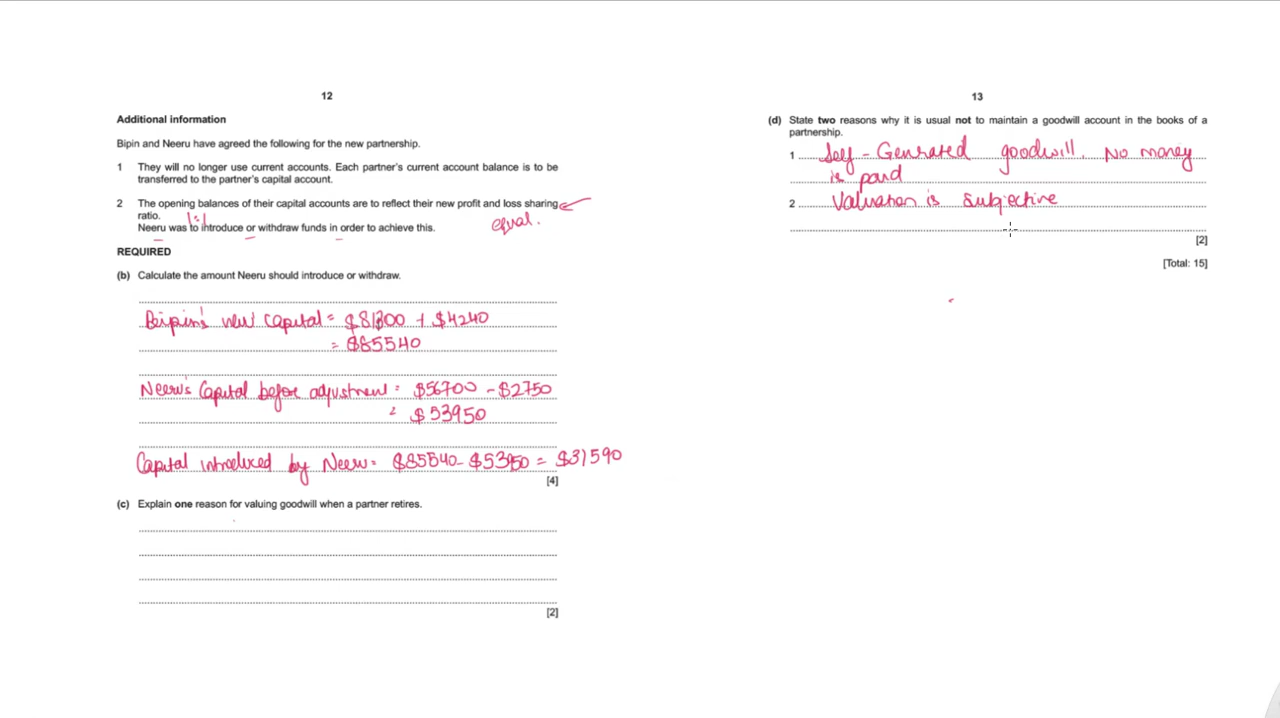 12
Additional information
Bipin and Neeru have agreed the following for the new partnership.
1 They will no longer use current accounts. Each partner's current account balance is to be
transferred to the partner's capital account.
2 The opening balances of their capital accounts are to reflect their new profit and loss sharing
ratio.
1:1
Neeru was to introduce or withdraw funds in order to achieve this.
equal.
REQUIRED
(b) Calculate the amount Neeru should introduce or withdraw.
Bipin's new capital = $81300 + $4240
= $85540
Neeru's Capital before adjustment = $56700 - $2750
= $53950
Capital introduced by Neeru = $85540 - $53950 = $31590
[4]
(c) Explain one reason for valuing goodwill when a partner retires.
[2]
13
(d) State two reasons why it is usual not to maintain a goodwill account in the books of a
partnership.
1 Self-Genrated goodwill. No money
is paid
2 Valuation is subjective
[2]
[Total: 15]